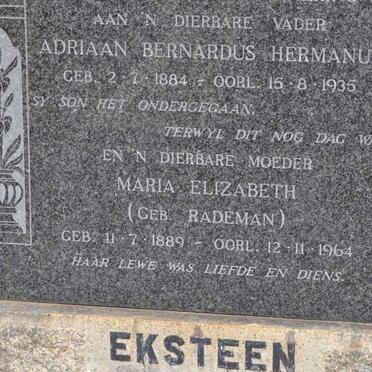 AAN 'N DIERBARE VADER
ADRIAAN BERNARDUS HERMANU
GEB. 2-7-1884 – OORL. 15-8-1935
SY SON HET ONDERGEGAAN,
TERWYL DIT NOG DAG W
EN 'N DIERBARE MOEDER
MARIA ELIZABETH
(GEB. RADEMAN)
GEB. 11-7-1889 – OORL. 12-11-1964
HAAR LEWE WAS LIEFDE EN DIENS.
EKSTEEN